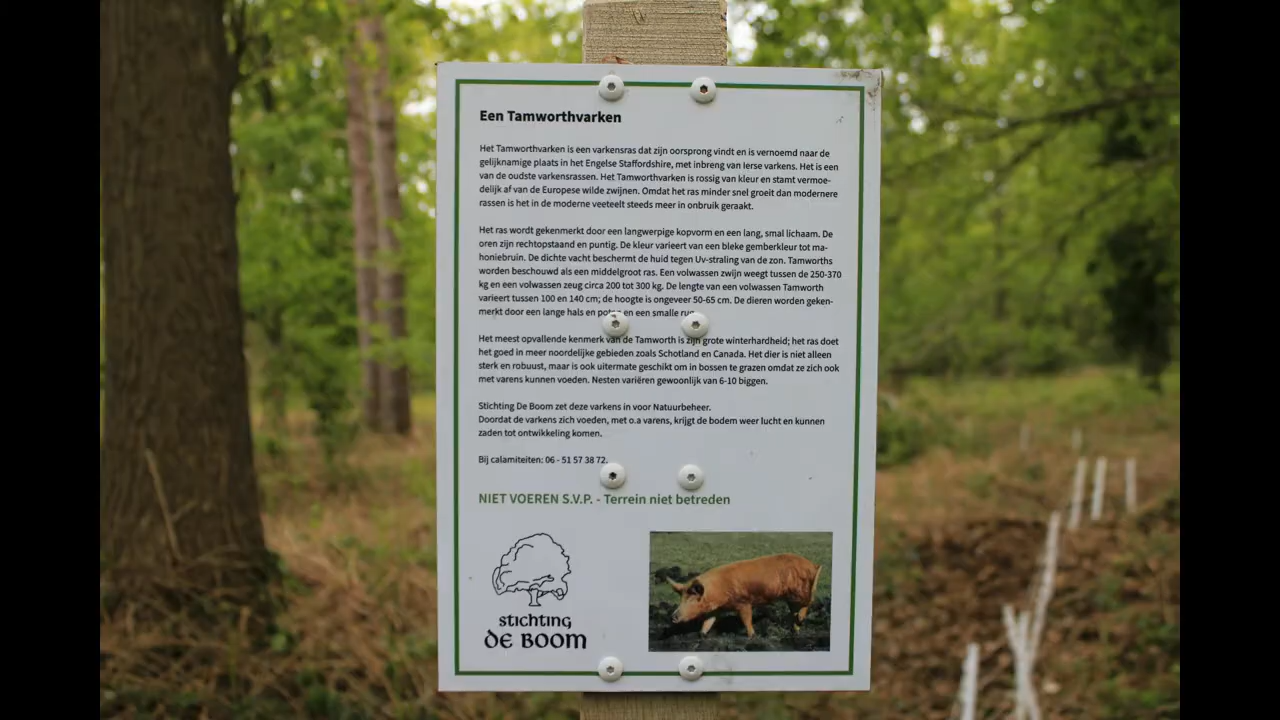 Een Tamworthvarken
Het Tamworthvarken is een varkensras dat zijn oorsprong vindt en is vernoemd naar de
gelijknamige plaats in het Engelse Staffordshire, met inbreng van Ierse varkens. Het is een
van de oudste varkensrassen. Het Tamworthvarken is rossig van kleur en stamt vermoe-
delijk af van de Europese wilde zwijnen. Omdat het ras minder snel groeit dan modernere
rassen is het in de moderne veeteelt steeds meer in onbruik geraakt.
Het ras wordt gekenmerkt door een langwerpige kopvorm en een lang, smal lichaam. De
oren zijn rechtopstaand en puntig. De kleur varieert van een bleke gemberkleur tot ma-
honiebruin. De dichte vacht beschermt de huid tegen Uv-straling van de zon. Tamworths
worden beschouwd als een middelgroot ras. Een volwassen zwijn weegt tussen de 250-370
kg en een volwassen zeug circa 200 tot 300 kg. De lengte van een volwassen Tamworth
varieert tussen 100 en 140 cm; de hoogte is ongeveer 50-65 cm. De dieren worden geken-
merkt door een lange hals en poten en een smalle rug.
Het meest opvallende kenmerk van de Tamworth is zijn grote winterhardheid; het ras doet
het goed in meer noordelijke gebieden zoals Schotland en Canada. Het dier is niet alleen
sterk en robuust, maar is ook uitermate geschikt om in bossen te grazen omdat ze zich ook
met varens kunnen voeden. Nesten variëren gewoonlijk van 6-10 biggen.
Stichting De Boom zet deze varkens in voor Natuurbeheer.
Doordat de varkens zich voeden, met o.a varens, krijgt de bodem weer lucht en kunnen
zaden tot ontwikkeling komen.
Bij calamiteiten: 06 - 51 57 38 72.
NIET VOEREN S.V.P. - Terrein niet betreden
stichting
DE BOOM